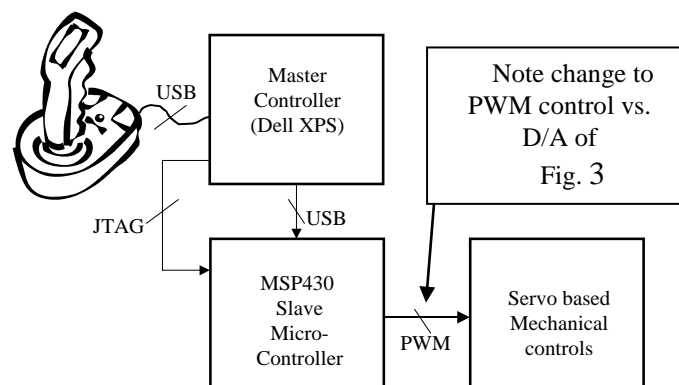 USB
Master
Controller
(Dell XPS)
Note change to
PWM control vs.
D/A of
Fig. 3
JTAG
USB
MSP430
Slave
Micro-
Controller
PWM
Servo based
Mechanical
controls